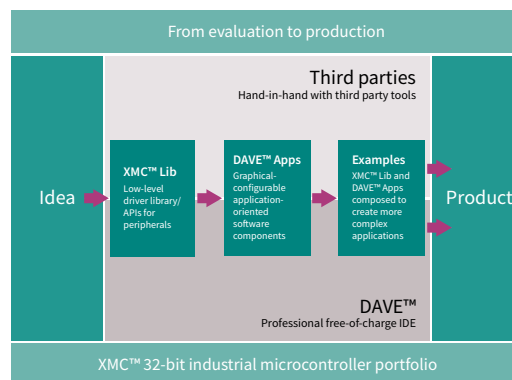 From evaluation to production
Third parties
Hand-in-hand with third party tools
Idea
XMC™ Lib
Low-level
driver library/
APIs for
peripherals
DAVE™ Apps
Graphical-
configurable
application-
oriented
software
components
Examples
XMC™ Lib and
DAVE™ Apps
composed to
create more
complex
applications
Product
DAVE™
Professional free-of-charge IDE
XMC™ 32-bit industrial microcontroller portfolio